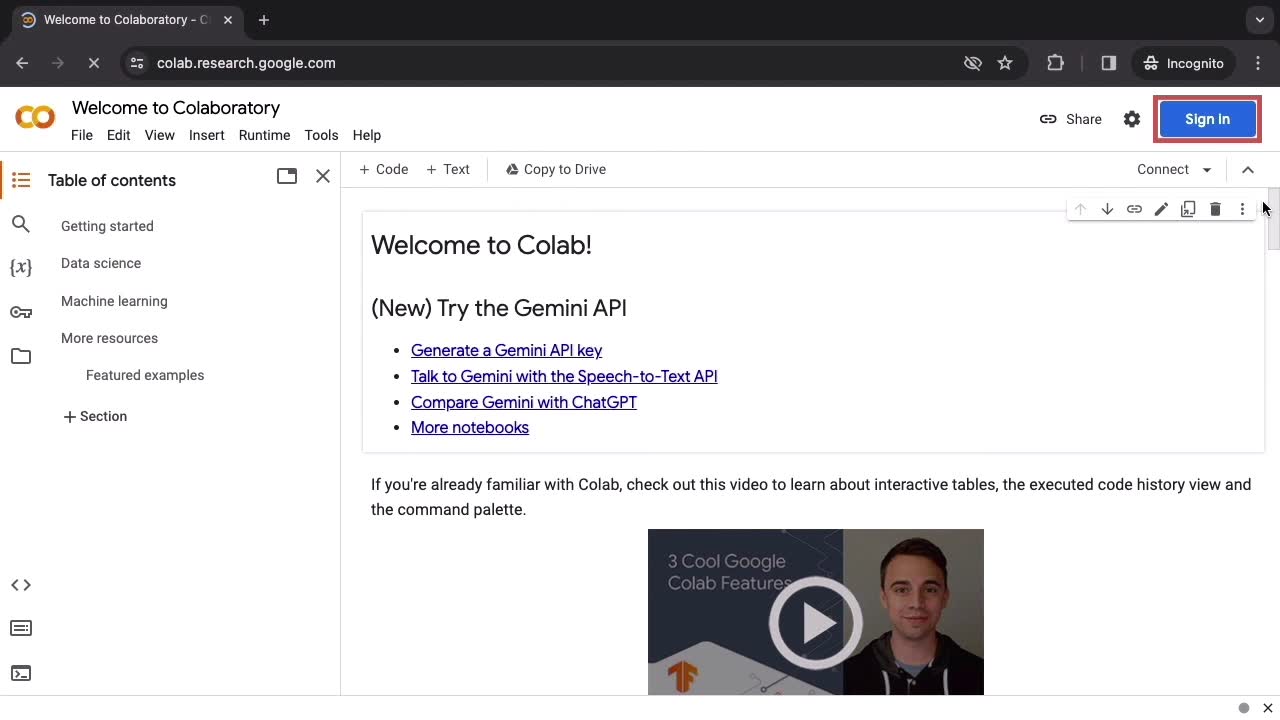 Welcome to Colaboratory - C
colab.research.google.com
Incognito
Welcome to Colaboratory
File Edit View Insert Runtime Tools Help
Share
Sign in
Table of contents
Getting started
Data science
Machine learning
More resources
Featured examples
+ Section
+ Code + Text
Copy to Drive
Connect
Welcome to Colab!
(New) Try the Gemini API
• Generate a Gemini API key
• Talk to Gemini with the Speech-to-Text API
• Compare Gemini with ChatGPT
• More notebooks
If you're already familiar with Colab, check out this video to learn about interactive tables, the executed code history view and
the command palette.
3 Cool Google
Colab Features